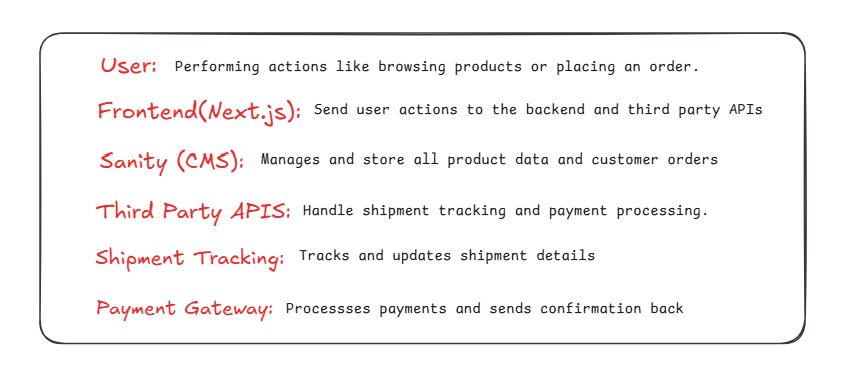 User: Performing actions like browsing products or placing an order.
Frontend(Next.js): Send user actions to the backend and third party APIs
Sanity (CMS): Manages and store all product data and customer orders
Third Party APIS: Handle shipment tracking and payment processing.
Shipment Tracking: Tracks and updates shipment details
Payment Gateway: Processses payments and sends confirmation back